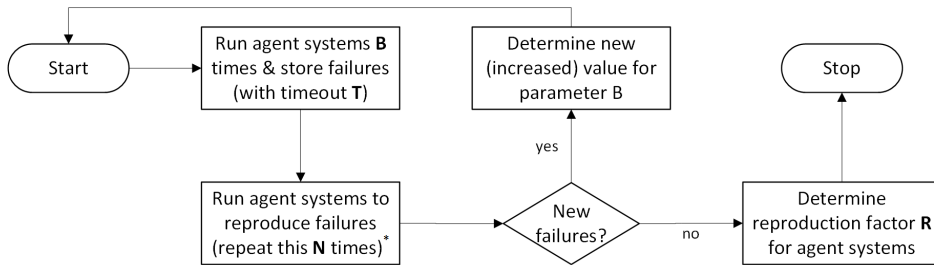 Start
Run agent systems B
times & store failures
(with timeout T)
Determine new
(increased) value for
parameter B
Stop
yes
Run agent systems to
reproduce failures
(repeat this N times)*
New
failures?
no
Determine
reproduction factor R
for agent systems